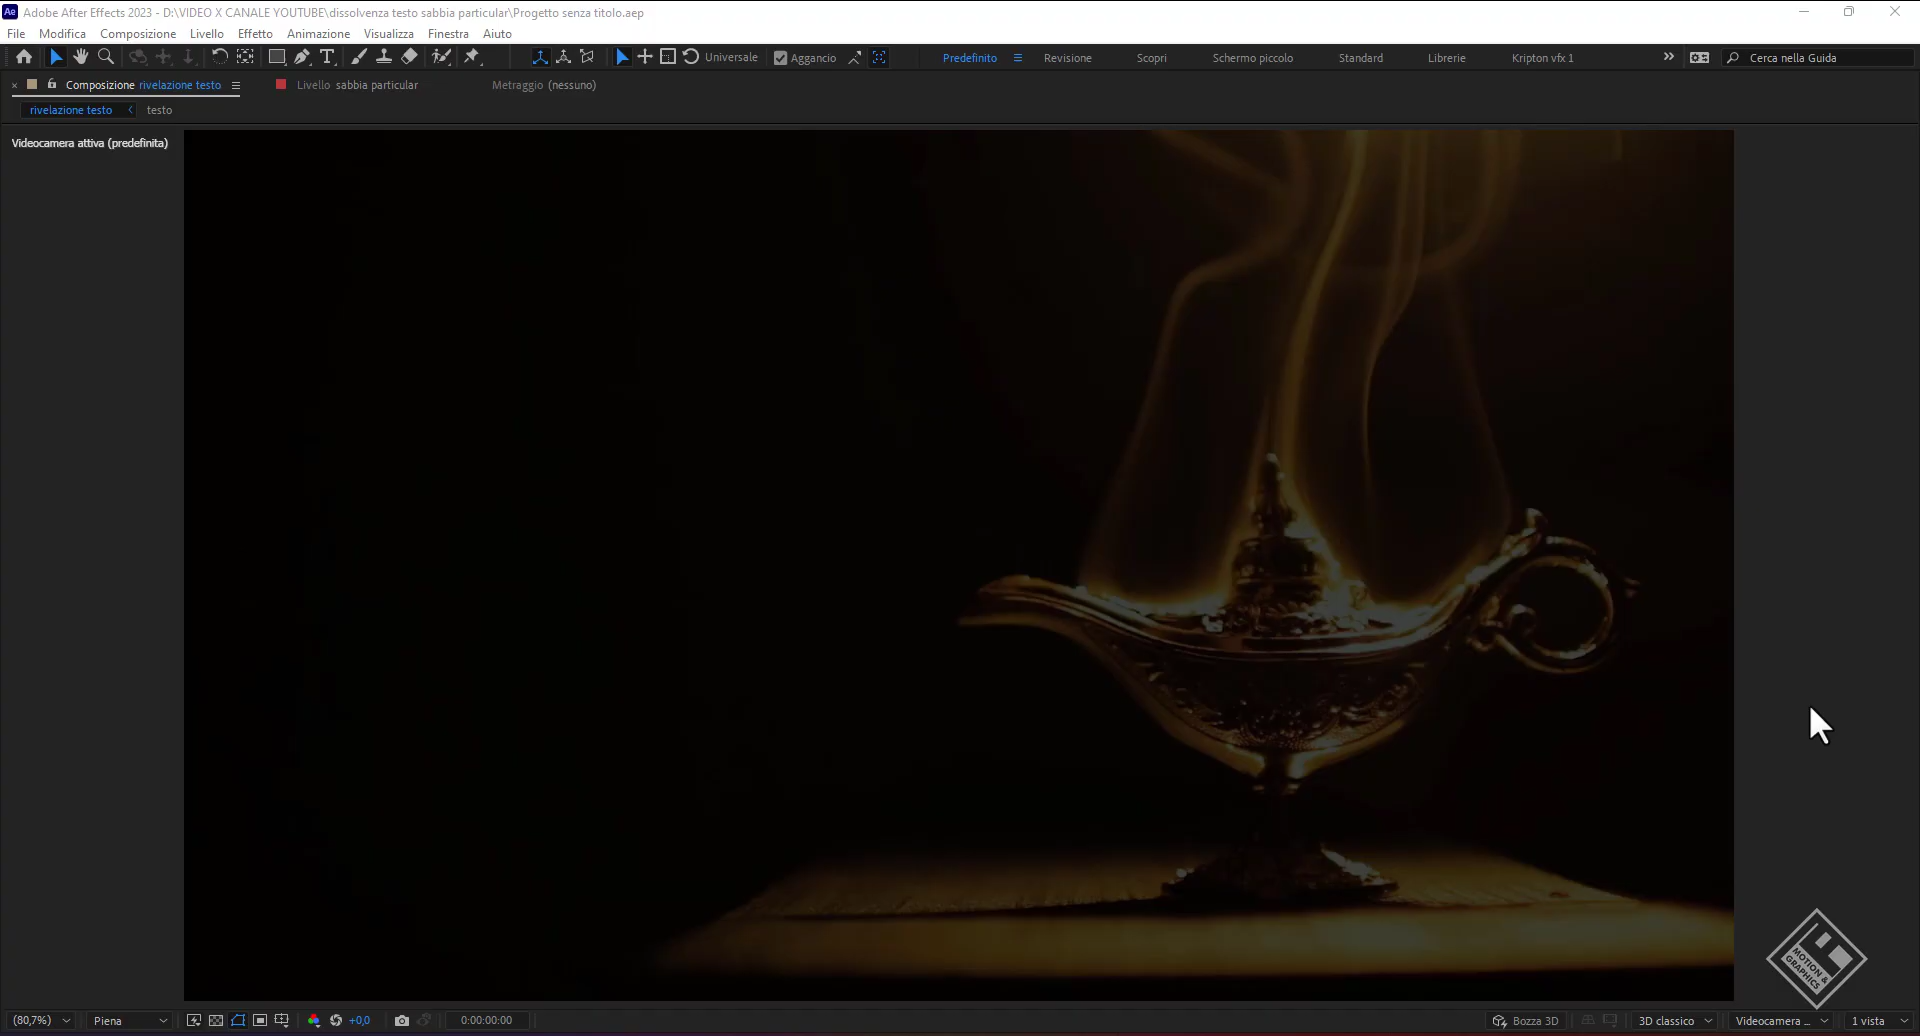 Ae Adobe After Effects 2023 - D:\VIDEO X CANALE YOUTUBE\dissolvenza testo sabbia particular\Progetto senza titolo.aep
File Modifica Composizione Livello Effetto Animazione Visualizza Finestra Aiuto
Universale Aggancio Predefinito Revisione Scopri Schermo piccolo Standard Librerie Kripton vfx 1 Cerca nella Guida
Composizione rivelazione testo Livello sabbia particular Metraggio (nessuno)
rivelazione testo testo
Videocamera attiva (predefinita)
MOTION &
GRAPHICS
(80,7%) Piena +0,0 0:00:00:00 Bozza 3D 3D classico Videocamera ... 1 vista